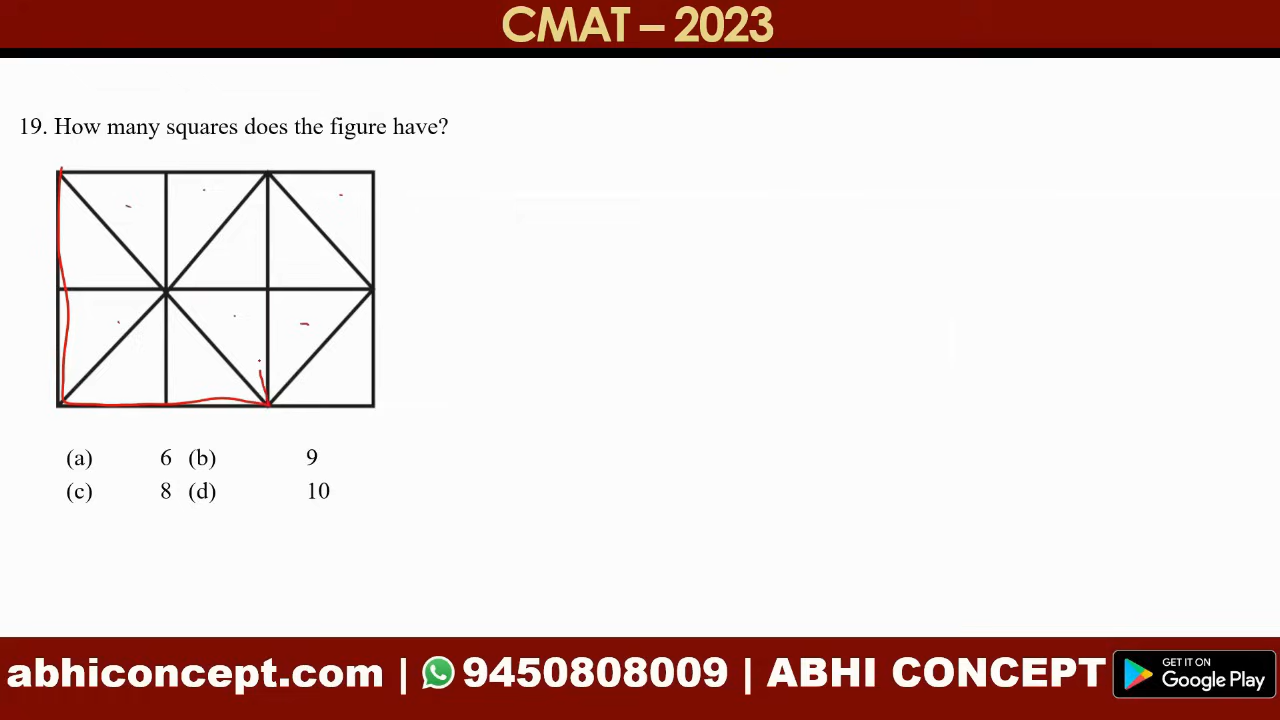 CMAT – 2023
19. How many squares does the figure have?
(a) 6 (b) 9
(c) 8 (d) 10
abhiconcept.com | 9450808009 | ABHI CONCEPT
GET IT ON
Google Play